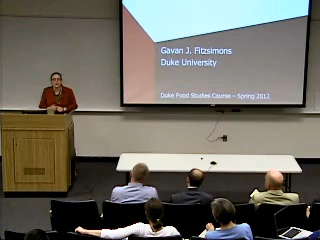 Gavan J. Fitzsimons
Duke University
Duke Food Studies Course – Spring 2012